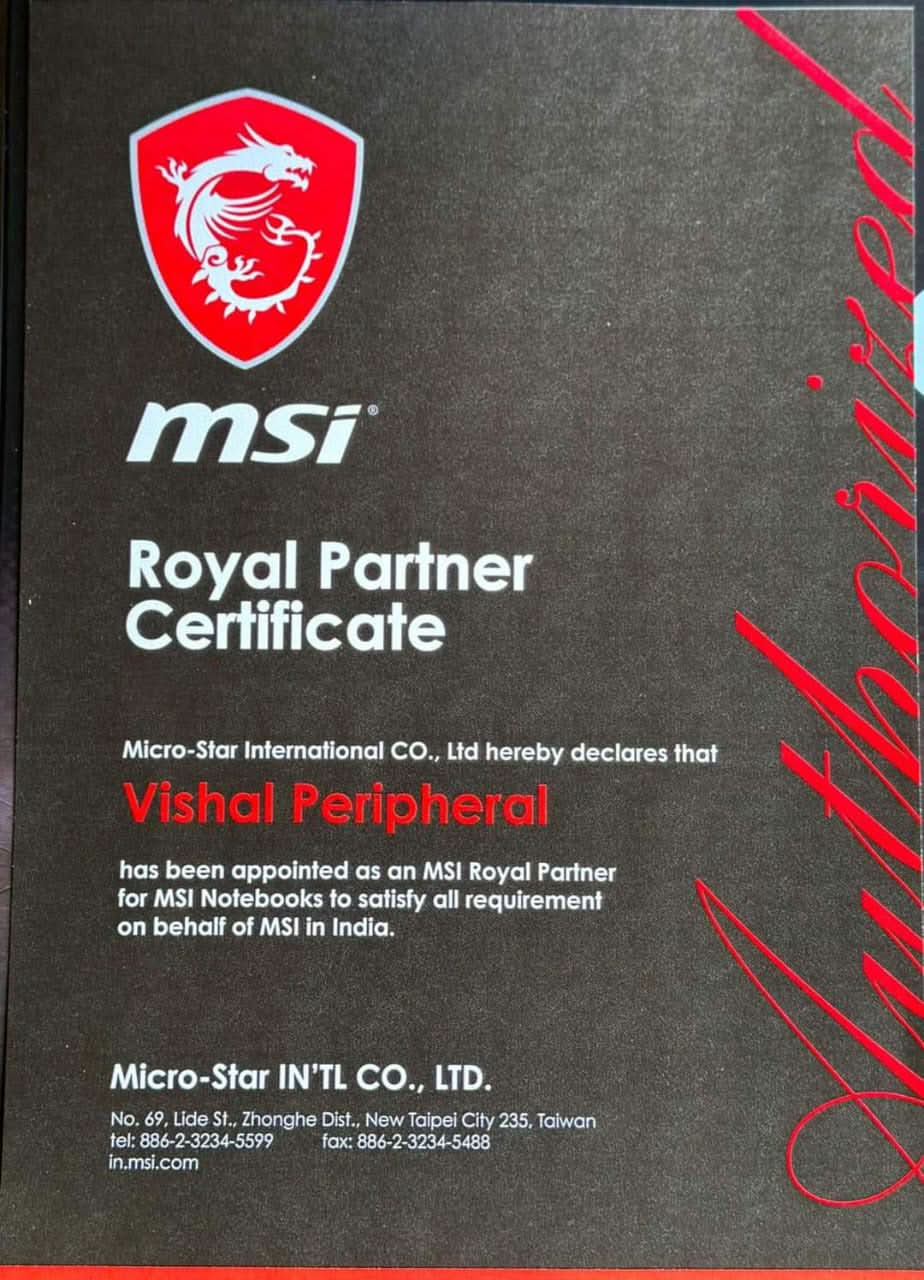 msi®
Royal Partner
Certificate
Micro-Star International CO., Ltd hereby declares that
Vishal Peripheral
has been appointed as an MSI Royal Partner
for MSI Notebooks to satisfy all requirement
on behalf of MSI in India.
Micro-Star IN'TL CO., LTD.
No. 69, Lide St., Zhonghe Dist., New Taipei City 235, Taiwan
tel: 886-2-3234-5599 fax: 886-2-3234-5488
in.msi.com
Authorized